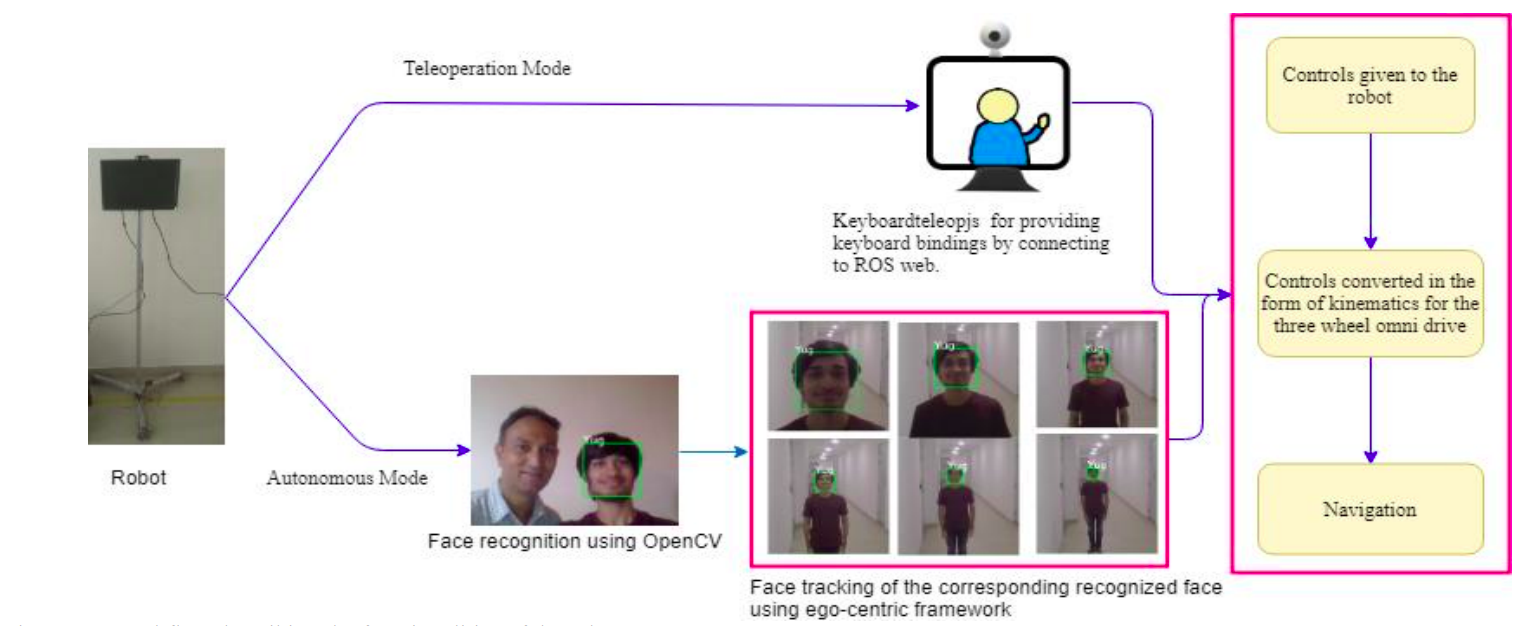 Teleoperation Mode
Keyboardteleopjs for providing
keyboard bindings by connecting
to ROS web.
Robot
Autonomous Mode
Yug
Face recognition using OpenCV
Yug
Yug
Yug
Yug
Yug
Yug
Face tracking of the corresponding recognized face
using ego-centric framework
Controls given to the
robot
Controls converted in the
form of kinematics for the
three wheel omni drive
Navigation